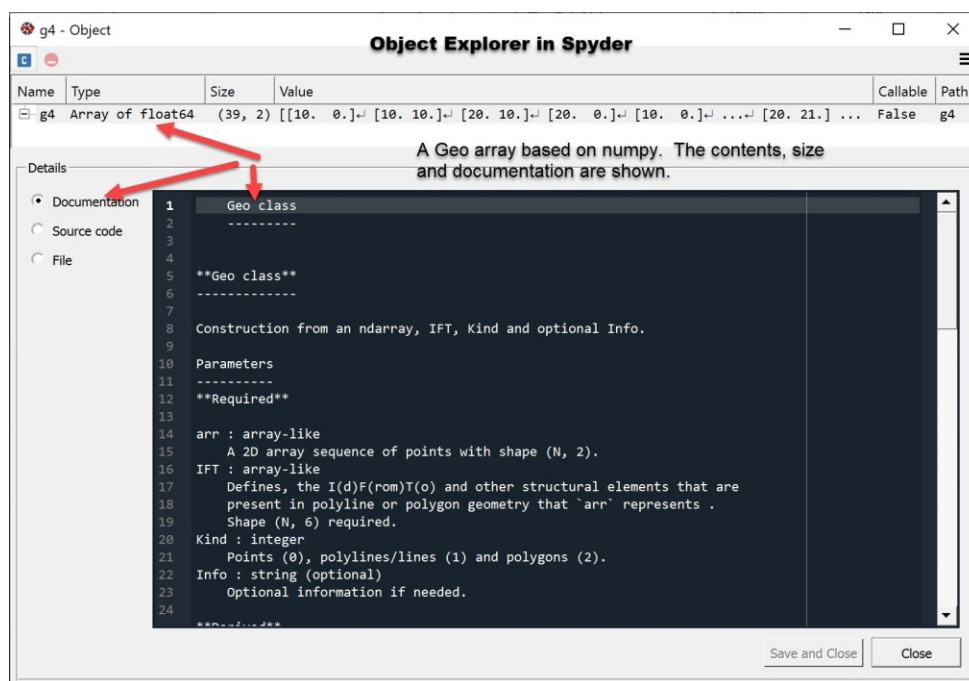 g4 - Object
Object Explorer in Spyder
C
Name Type Size Value Callable Path
g4 Array of float64 (39, 2) [[10.  0.]↵ [10. 10.]↵ [20. 10.]↵ [20.  0.]↵ [10.  0.]↵ ...↵ [20. 21.] ... False g4
A Geo array based on numpy.  The contents, size
and documentation are shown.
Details
Documentation
Source code
File
1 Geo class
2 ---------
3
4
5 **Geo class**
6 -------------
7
8 Construction from an ndarray, IFT, Kind and optional Info.
9
10 Parameters
11 ----------
12 **Required**
13
14 arr : array-like
15 A 2D array sequence of points with shape (N, 2).
16 IFT : array-like
17 Defines, the I(d)F(rom)T(o) and other structural elements that are
18 present in polyline or polygon geometry that `arr` represents .
19 Shape (N, 6) required.
20 Kind : integer
21 Points (0), polylines/lines (1) and polygons (2).
22 Info : string (optional)
23 Optional information if needed.
24
Save and Close Close